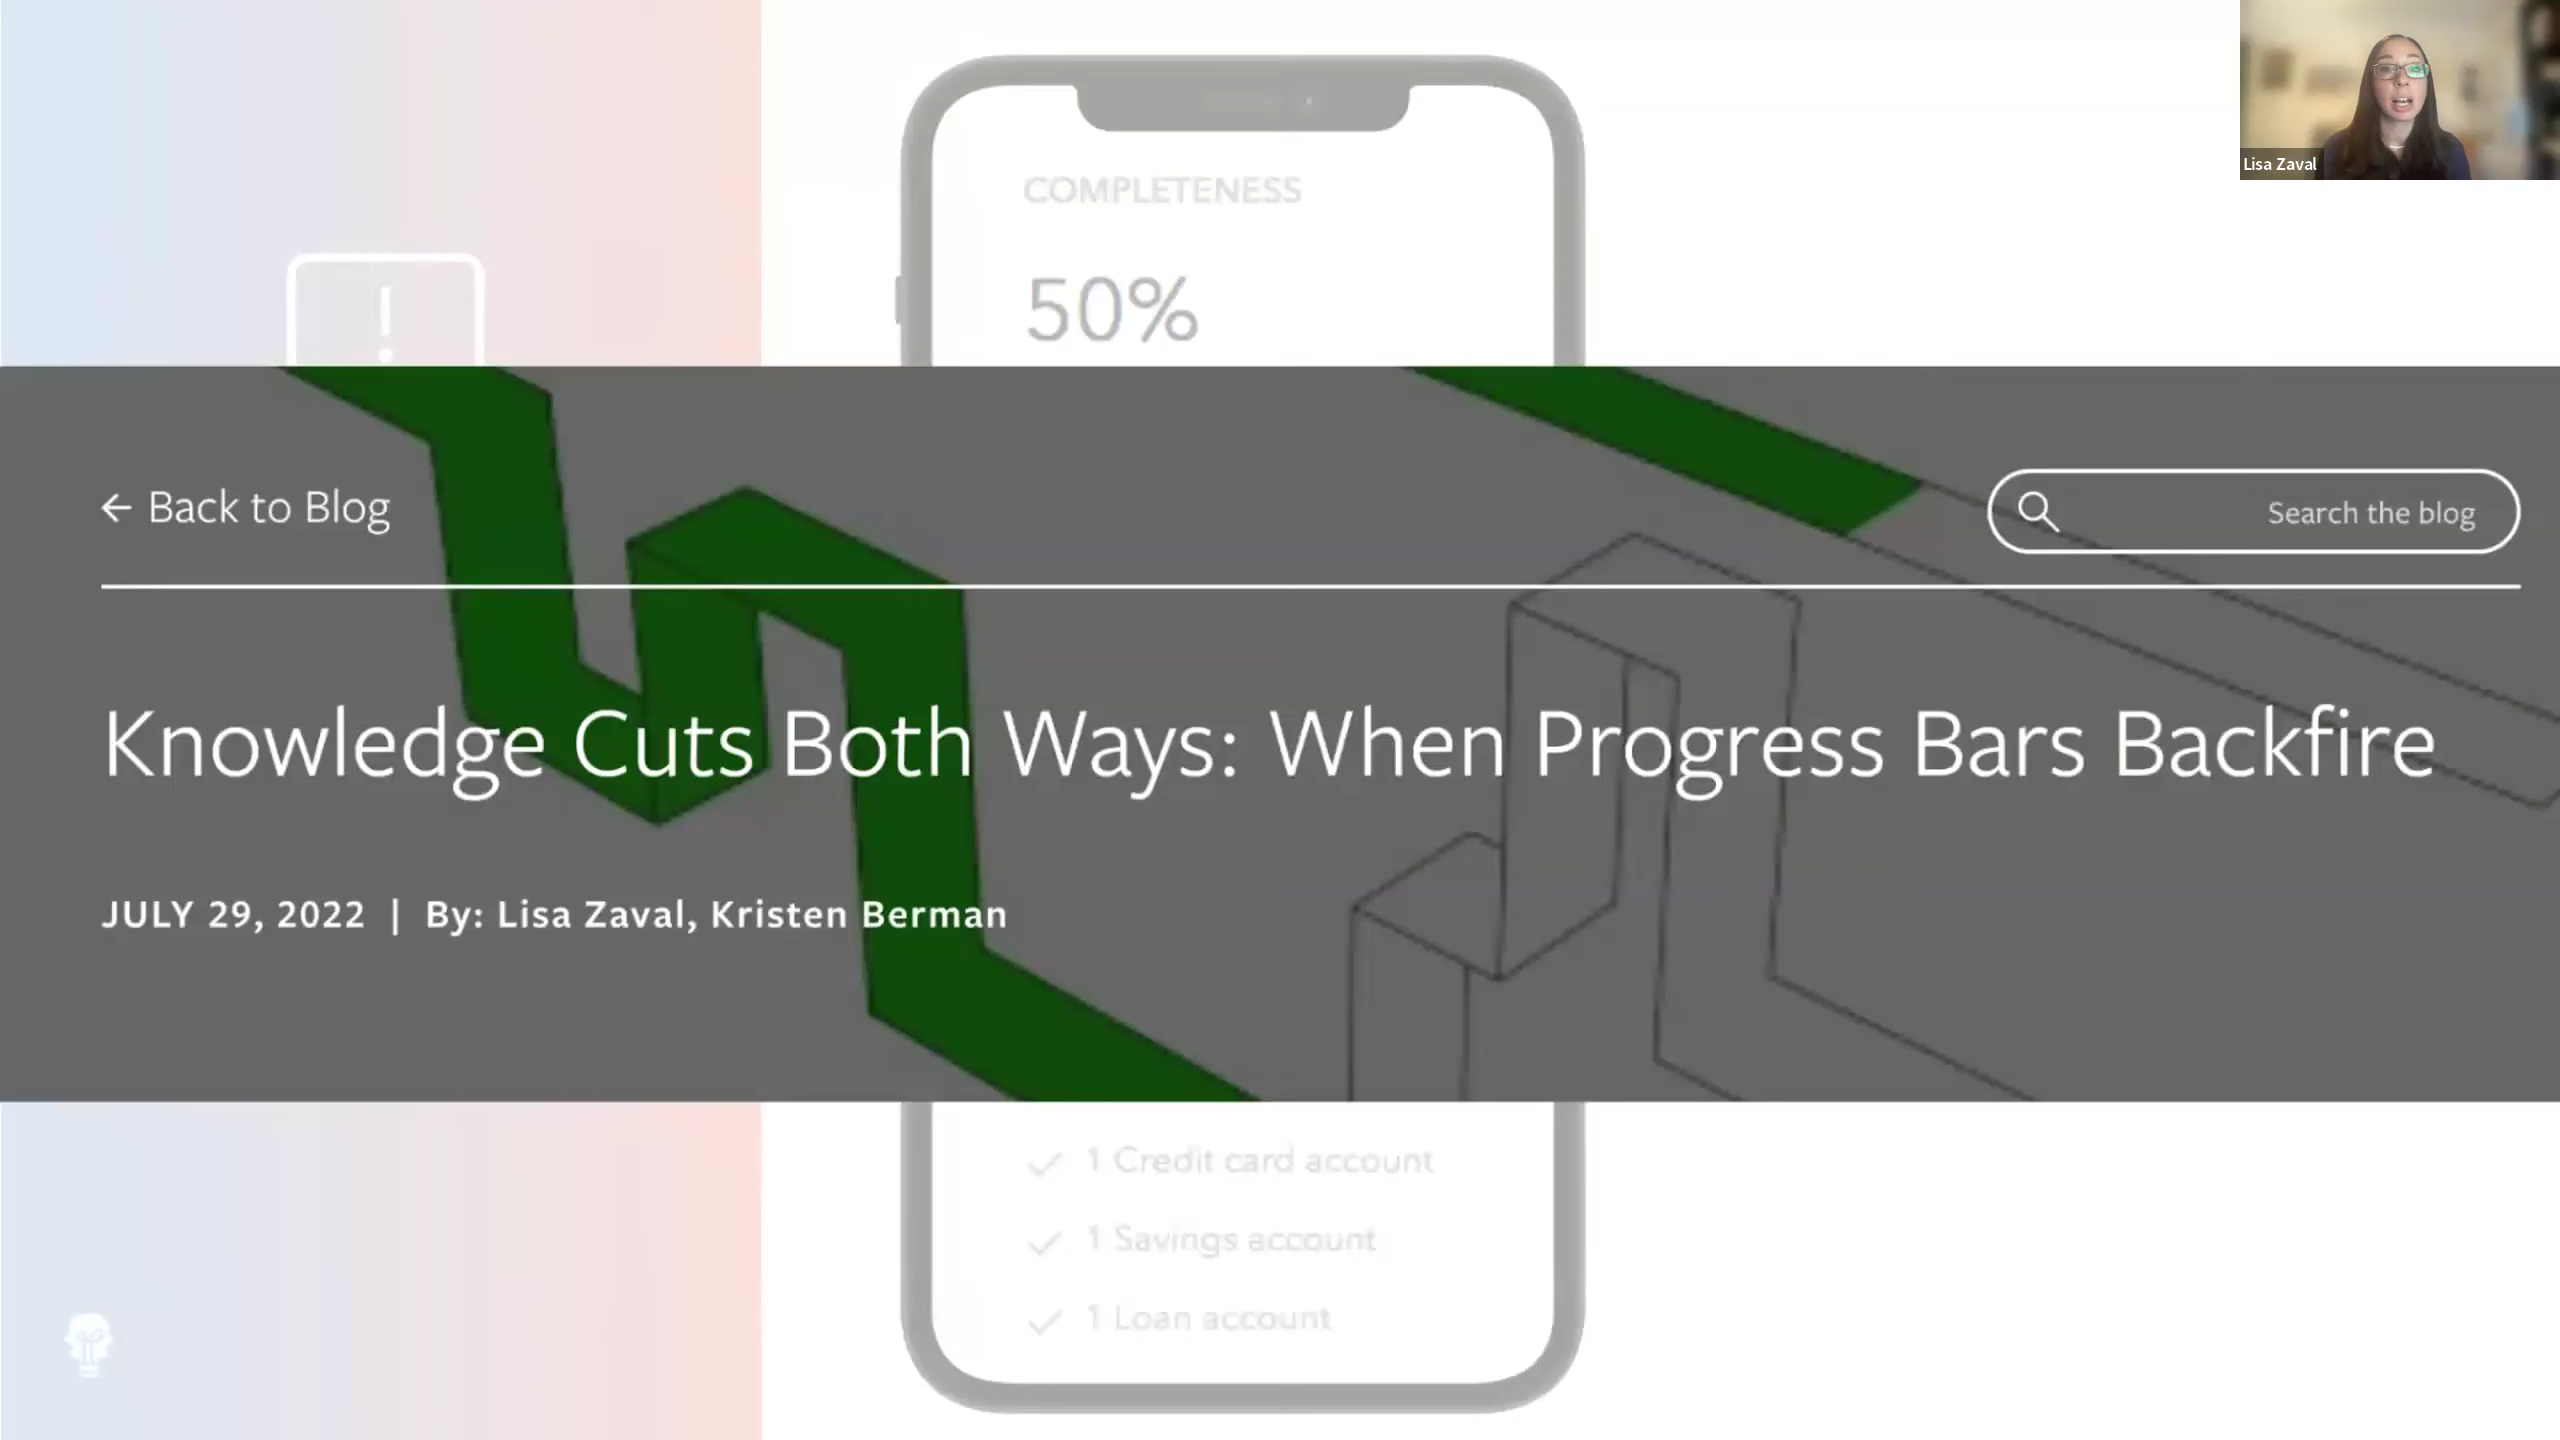 Lisa Zaval
COMPLETENESS
50%
!
← Back to Blog
Search the blog
Knowledge Cuts Both Ways: When Progress Bars Backfire
JULY 29, 2022 | By: Lisa Zaval, Kristen Berman
✓ 1 Credit card account
✓ 1 Savings account
✓ 1 Loan account